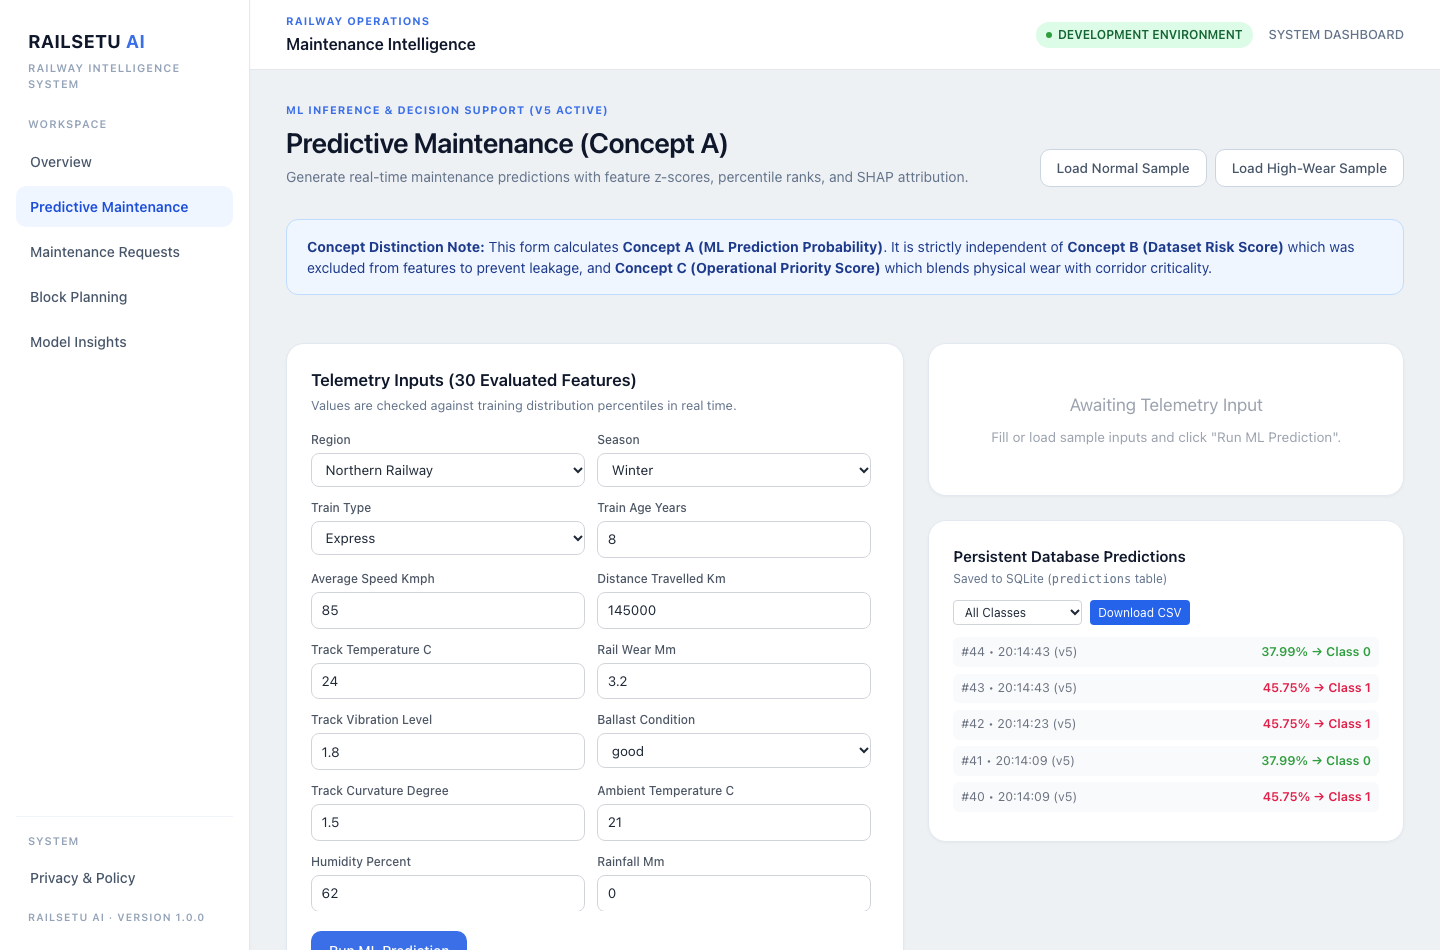 RAILSETU AI
RAILWAY INTELLIGENCE
SYSTEM
WORKSPACE
Overview
Predictive Maintenance
Maintenance Requests
Block Planning
Model Insights
SYSTEM
Privacy & Policy
RAILSETU AI · VERSION 1.0.0
RAILWAY OPERATIONS
Maintenance Intelligence
DEVELOPMENT ENVIRONMENT
SYSTEM DASHBOARD
ML INFERENCE & DECISION SUPPORT (V5 ACTIVE)
Predictive Maintenance (Concept A)
Generate real-time maintenance predictions with feature z-scores, percentile ranks, and SHAP attribution.
Load Normal Sample
Load High-Wear Sample
Concept Distinction Note: This form calculates Concept A (ML Prediction Probability). It is strictly independent of Concept B (Dataset Risk Score) which was
excluded from features to prevent leakage, and Concept C (Operational Priority Score) which blends physical wear with corridor criticality.
Telemetry Inputs (30 Evaluated Features)
Values are checked against training distribution percentiles in real time.
Region
Season
Northern Railway
Winter
Train Type
Train Age Years
Express
8
Average Speed Kmph
Distance Travelled Km
85
145000
Track Temperature C
Rail Wear Mm
24
3.2
Track Vibration Level
Ballast Condition
1.8
good
Track Curvature Degree
Ambient Temperature C
1.5
21
Humidity Percent
Rainfall Mm
62
0
Run ML Prediction
Awaiting Telemetry Input
Fill or load sample inputs and click "Run ML Prediction".
Persistent Database Predictions
Saved to SQLite (predictions table)
All Classes
Download CSV
#44 • 20:14:43 (v5)
37.99% → Class 0
#43 • 20:14:43 (v5)
45.75% → Class 1
#42 • 20:14:23 (v5)
45.75% → Class 1
#41 • 20:14:09 (v5)
37.99% → Class 0
#40 • 20:14:09 (v5)
45.75% → Class 1